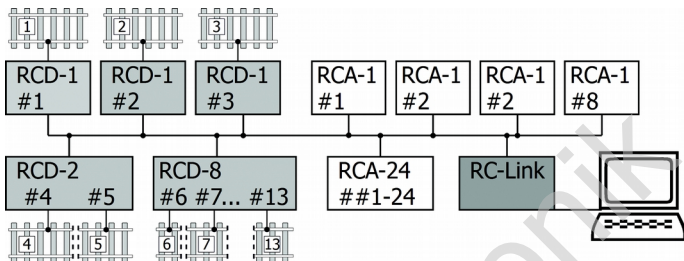 1 2 3
RCD-1 RCD-1 RCD-1 RCA-1 RCA-1 RCA-1 RCA-1
#1 #2 #3 #1 #2 #2 #8
RCD-2 RCD-8 RCA-24 RC-Link
#4 #5 #6 #7... #13 ##1-24
4 5 6 7 13